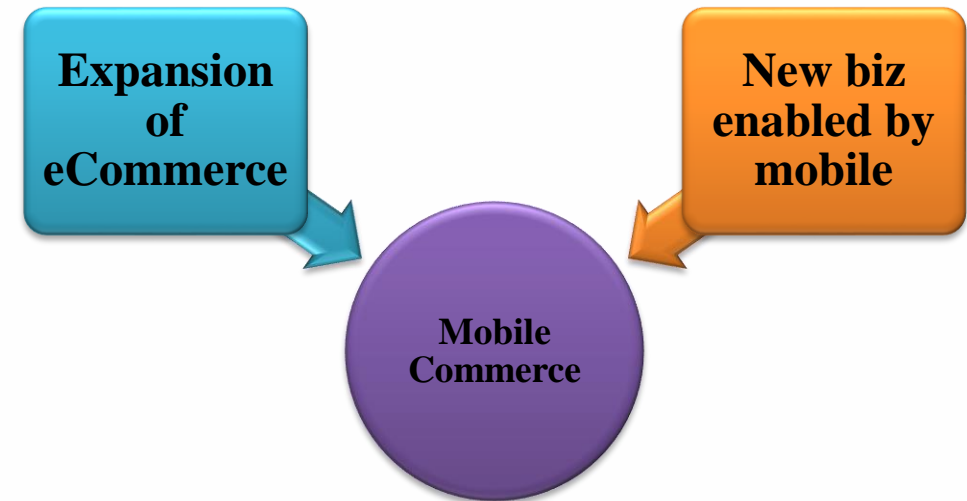 Expansion
of
eCommerce
New biz
enabled by
mobile
Mobile
Commerce